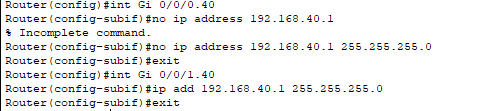 Router(config)#int Gi 0/0/0.40
Router(config-subif)#no ip address 192.168.40.1
% Incomplete command.
Router(config-subif)#no ip address 192.168.40.1 255.255.255.0
Router(config-subif)#exit
Router(config)#int Gi 0/0/1.40
Router(config-subif)#ip add 192.168.40.1 255.255.255.0
Router(config-subif)#exit